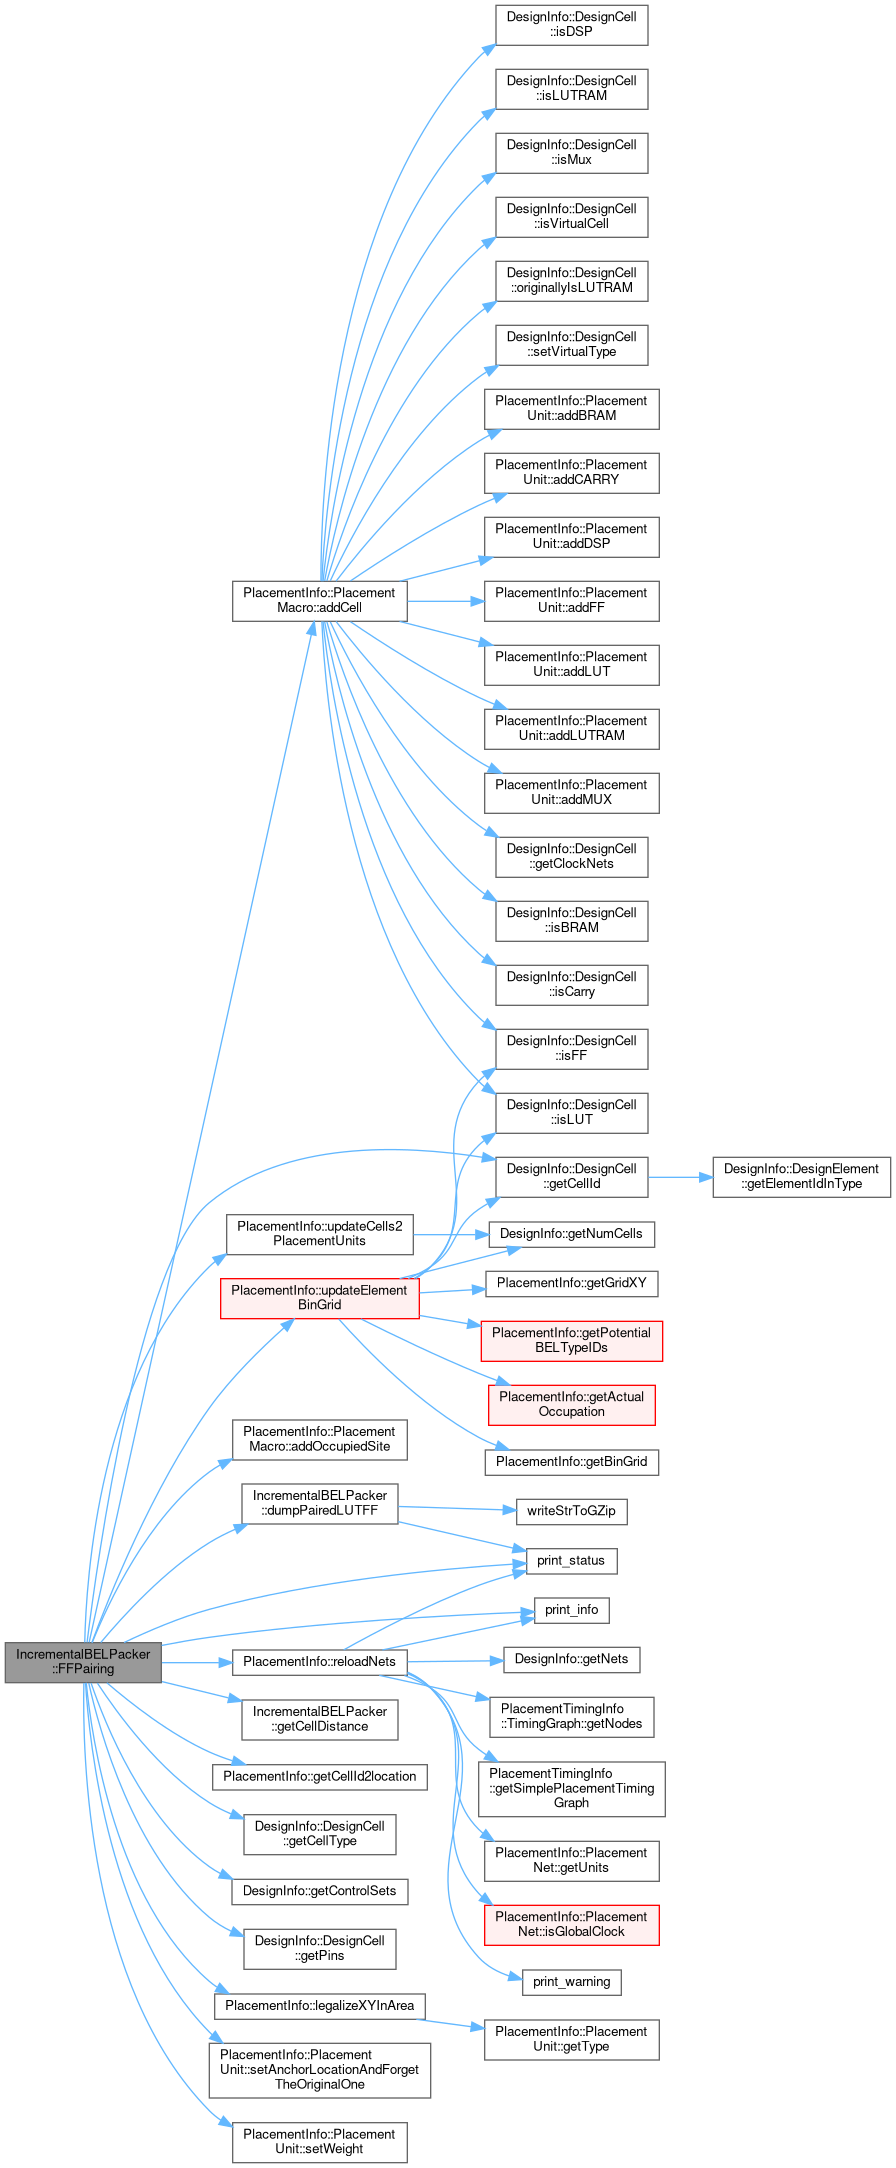 DesignInfo::DesignCell
::isDSP
DesignInfo::DesignCell
::isLUTRAM
DesignInfo::DesignCell
::isMux
DesignInfo::DesignCell
::isVirtualCell
DesignInfo::DesignCell
::originallyIsLUTRAM
DesignInfo::DesignCell
::setVirtualType
PlacementInfo::Placement
Unit::addBRAM
PlacementInfo::Placement
Unit::addCARRY
PlacementInfo::Placement
Unit::addDSP
PlacementInfo::Placement
Macro::addCell
PlacementInfo::Placement
Unit::addFF
PlacementInfo::Placement
Unit::addLUT
PlacementInfo::Placement
Unit::addLUTRAM
PlacementInfo::Placement
Unit::addMUX
DesignInfo::DesignCell
::getClockNets
DesignInfo::DesignCell
::isBRAM
DesignInfo::DesignCell
::isCarry
DesignInfo::DesignCell
::isFF
DesignInfo::DesignCell
::isLUT
DesignInfo::DesignCell
::getCellId
DesignInfo::DesignElement
::getElementIdInType
PlacementInfo::updateCells2
PlacementUnits
DesignInfo::getNumCells
PlacementInfo::updateElement
BinGrid
PlacementInfo::getGridXY
PlacementInfo::getPotential
BELTypeIDs
PlacementInfo::getActual
Occupation
PlacementInfo::Placement
Macro::addOccupiedSite
PlacementInfo::getBinGrid
IncrementalBELPacker
::dumpPairedLUTFF
writeStrToGZip
print_status
print_info
IncrementalBELPacker
::FFPairing
PlacementInfo::reloadNets
DesignInfo::getNets
IncrementalBELPacker
::getCellDistance
PlacementTimingInfo
::TimingGraph::getNodes
PlacementInfo::getCellId2location
PlacementTimingInfo
::getSimplePlacementTiming
Graph
DesignInfo::DesignCell
::getCellType
PlacementInfo::Placement
Net::getUnits
DesignInfo::getControlSets
PlacementInfo::Placement
Net::isGlobalClock
DesignInfo::DesignCell
::getPins
print_warning
PlacementInfo::legalizeXYInArea
PlacementInfo::Placement
Unit::getType
PlacementInfo::Placement
Unit::setAnchorLocationAndForget
TheOriginalOne
PlacementInfo::Placement
Unit::setWeight